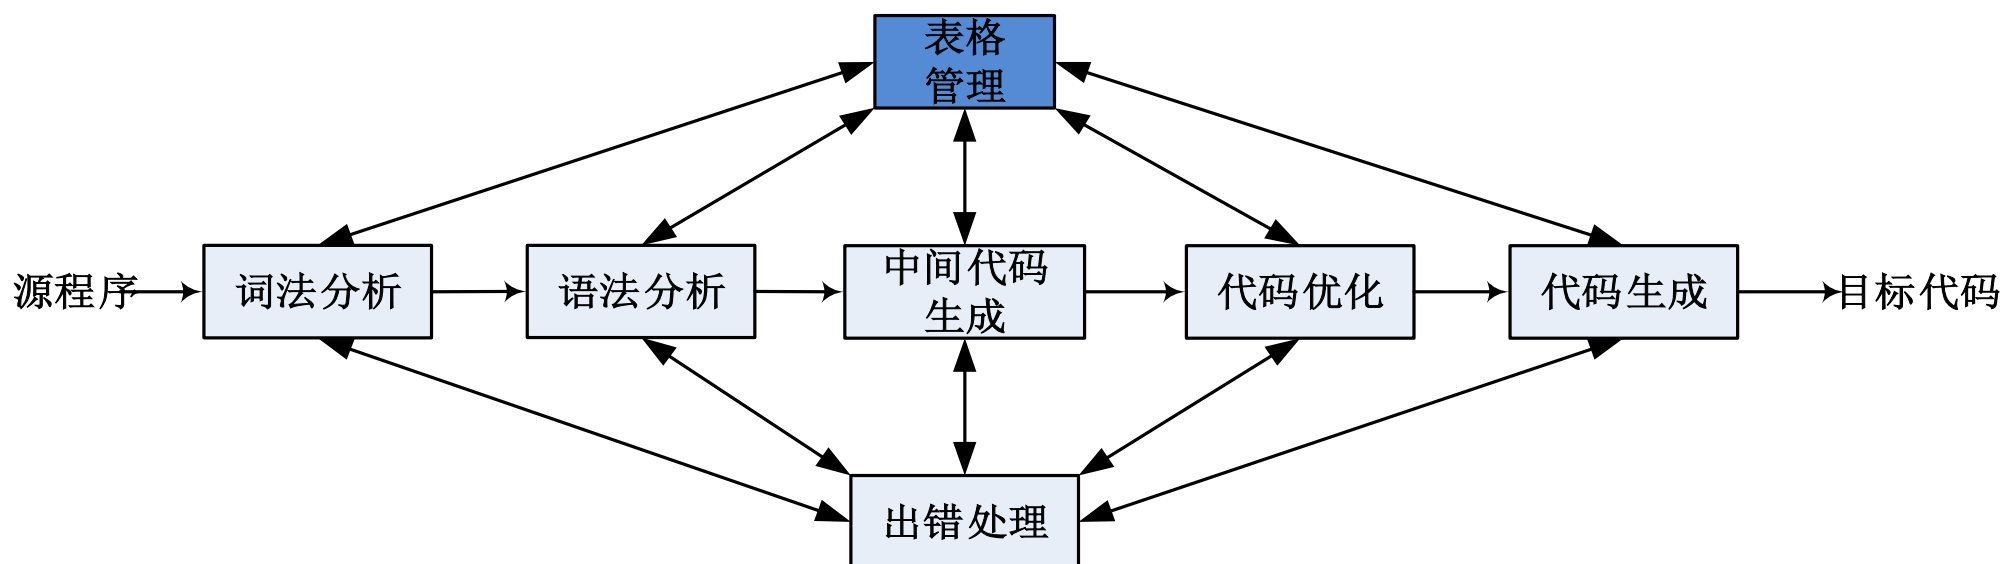 表格
管理
源程序
词法分析
语法分析
中间代码
生成
代码优化
代码生成
目标代码
出错处理